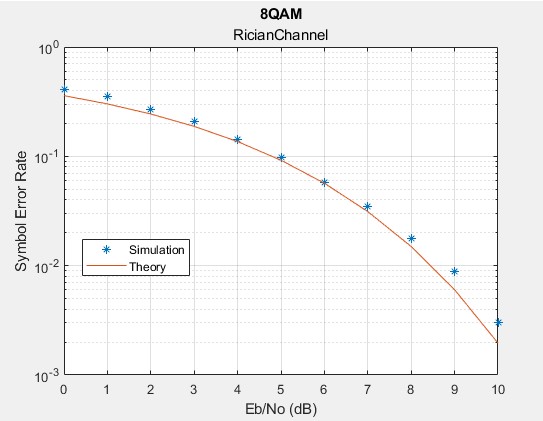 8QAM
RicianChannel
10^0
10^-1
10^-2
10^-3
Symbol Error Rate
Simulation
Theory
0 1 2 3 4 5 6 7 8 9 10
Eb/No (dB)